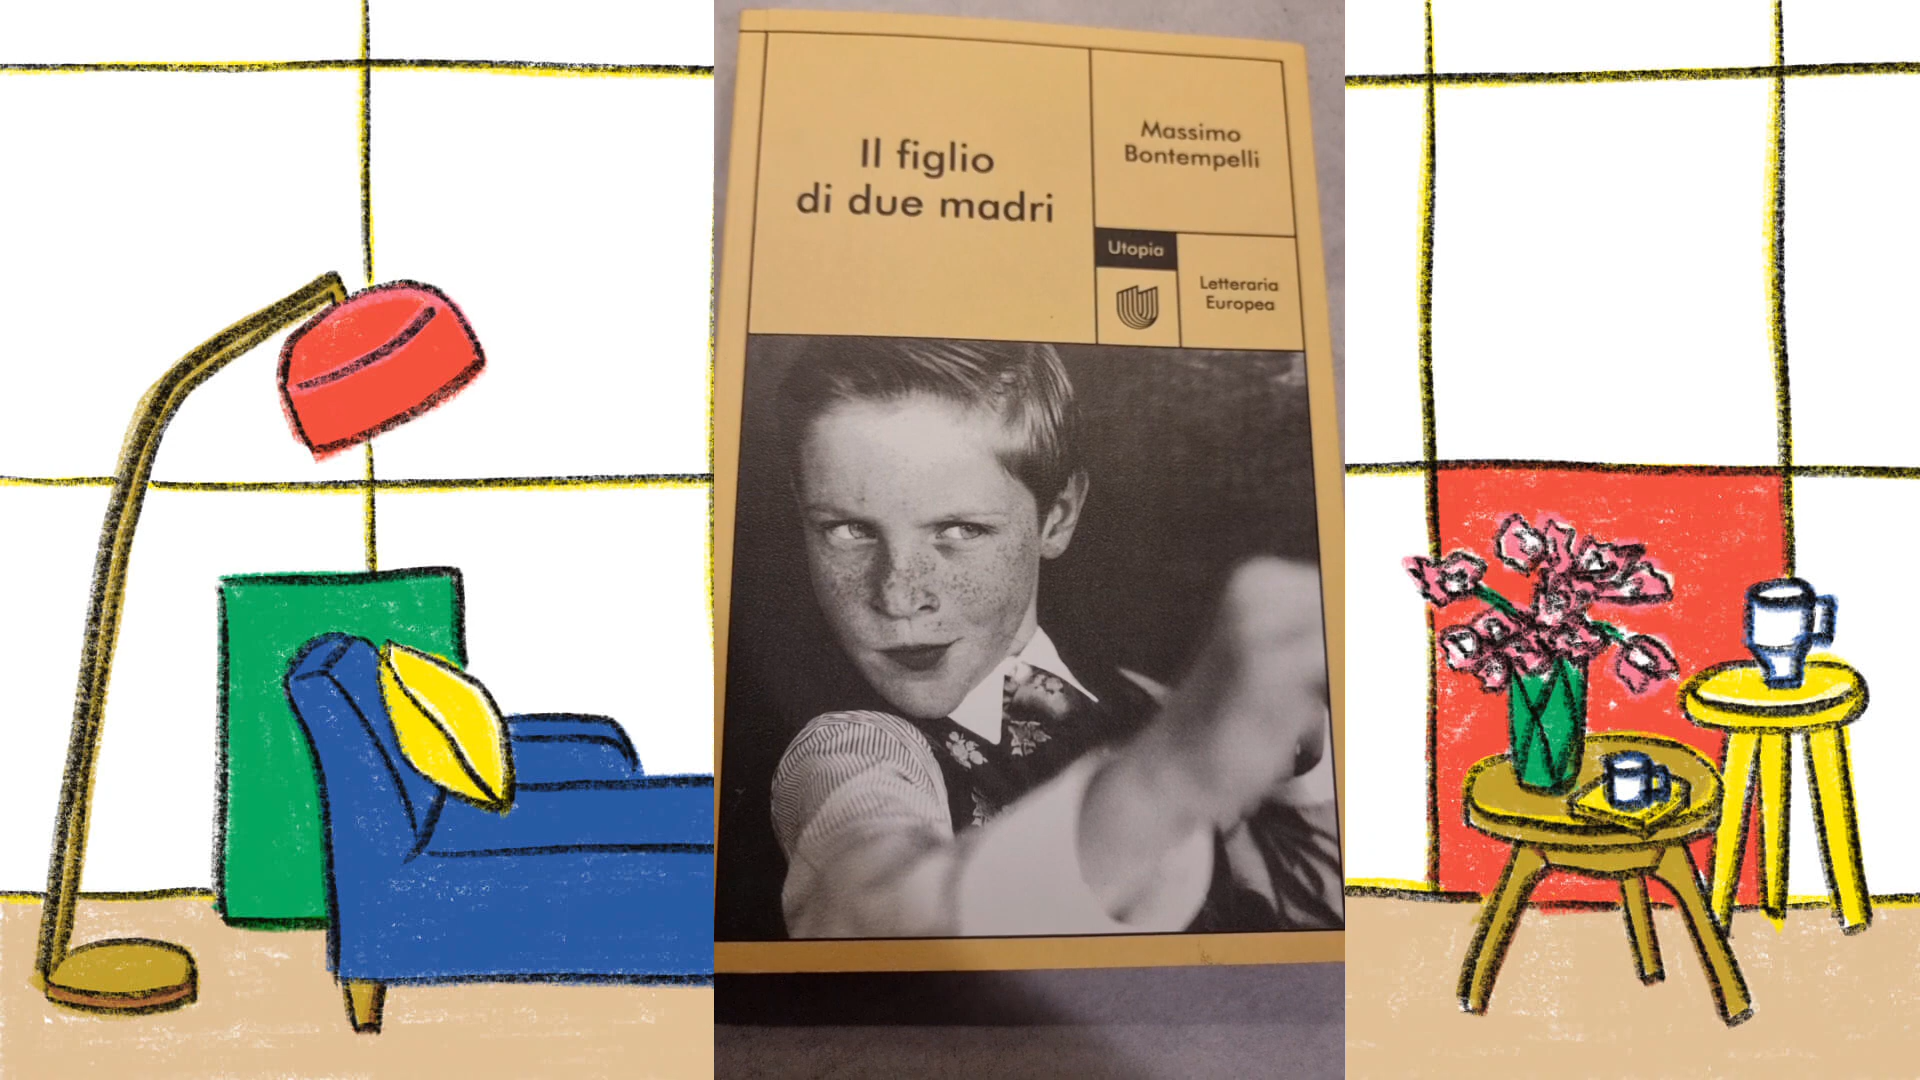 Il figlio
di due madri
Massimo
Bontempelli
Utopia
Letteraria
Europea